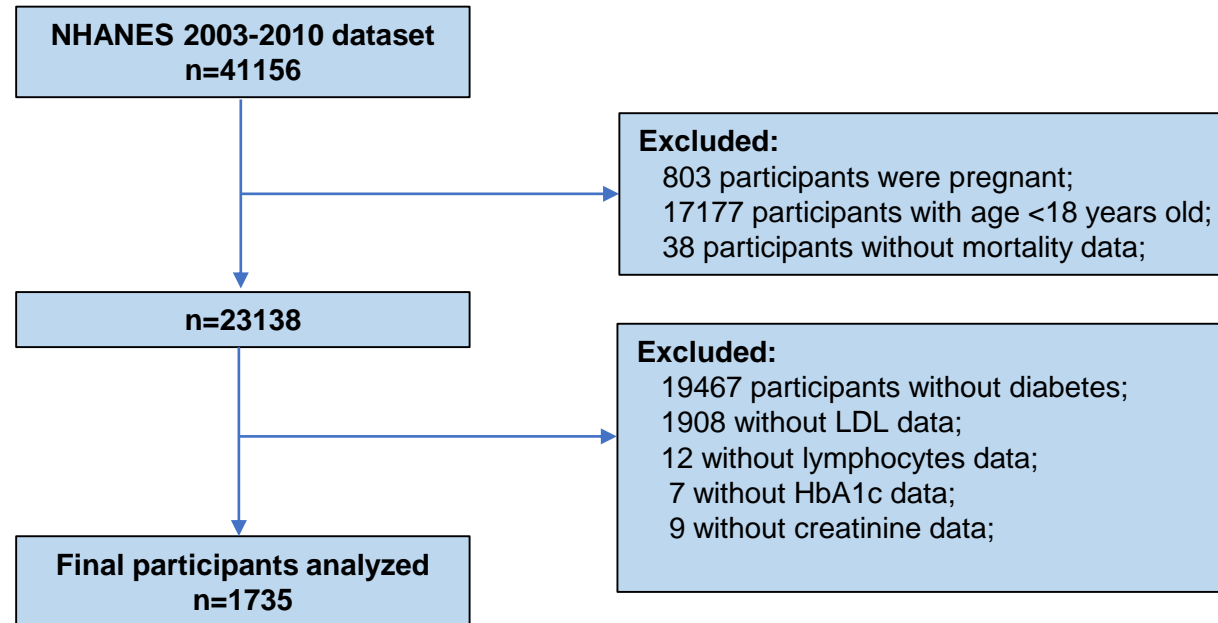 NHANES 2003-2010 dataset
n=41156
Excluded:
803 participants were pregnant;
17177 participants with age <18 years old;
38 participants without mortality data;
n=23138
Excluded:
19467 participants without diabetes;
1908 without LDL data;
12 without lymphocytes data;
7 without HbA1c data;
9 without creatinine data;
Final participants analyzed
n=1735